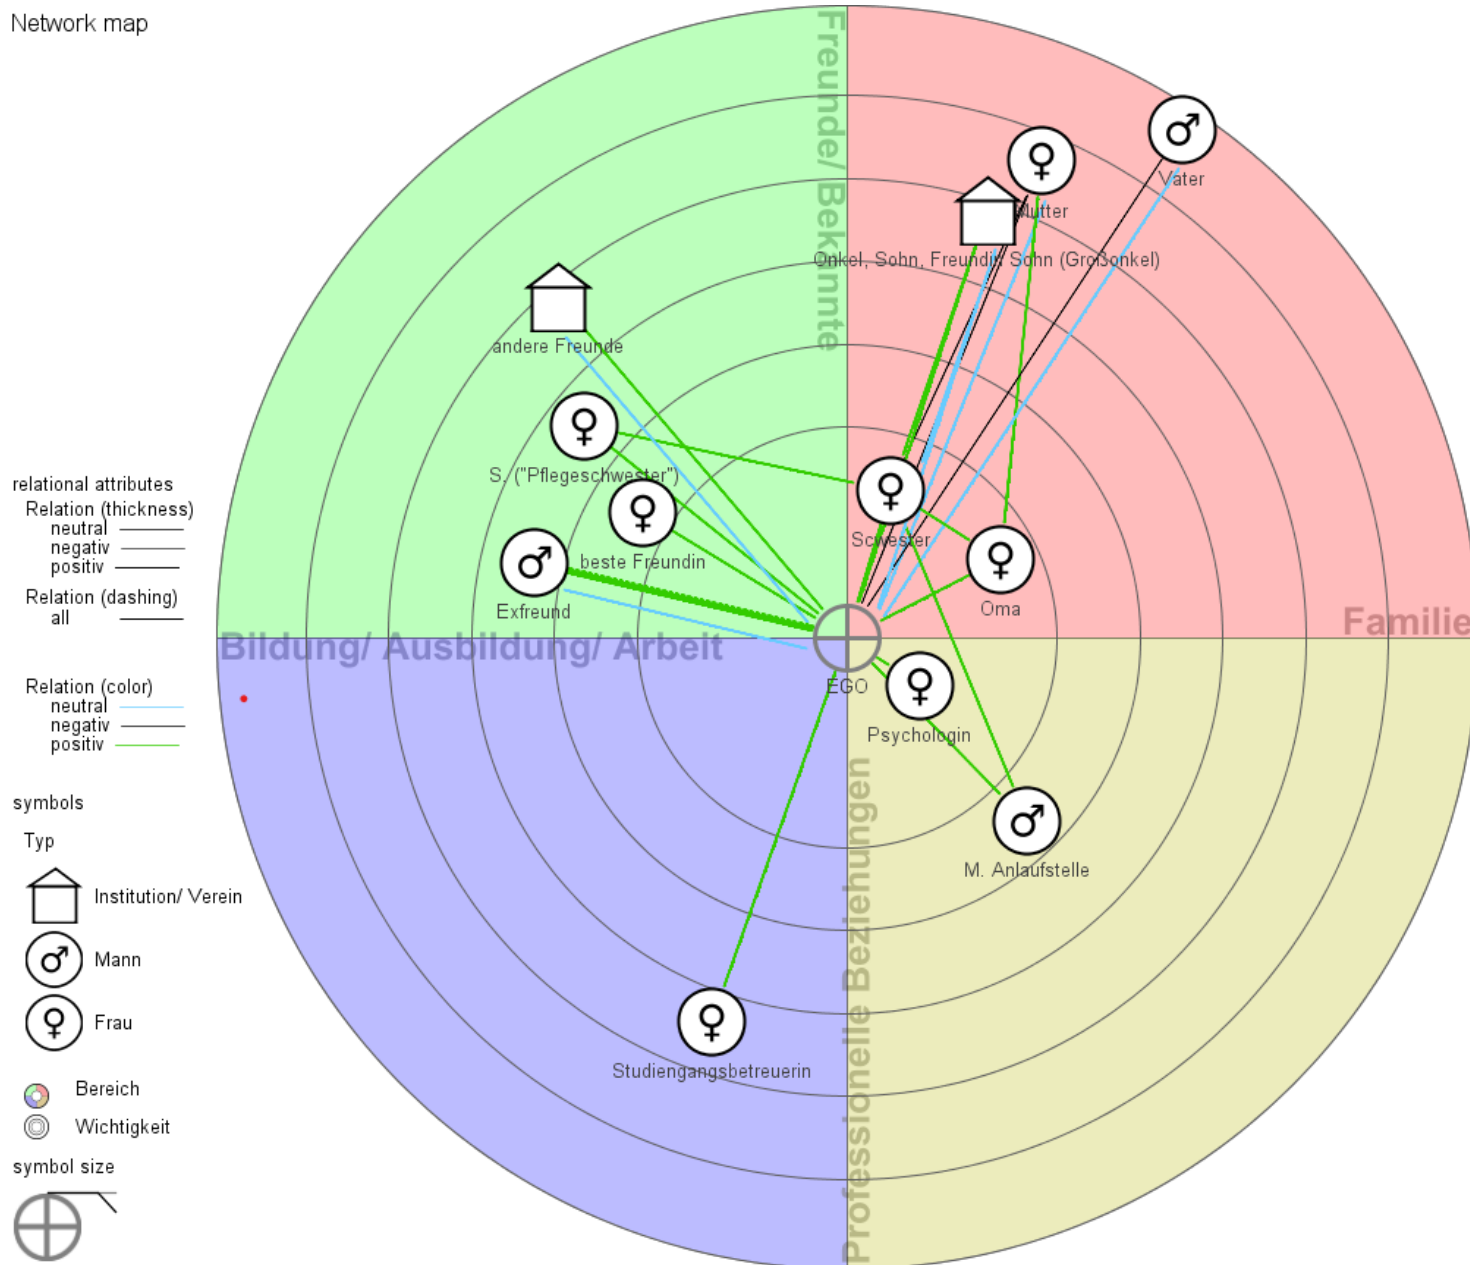 Network map
Freunde/ Bekannte
Vater
Mutter
Onkel, Sohn, Freundin Sohn (Großonkel)
andere Freunde
S. ("Pflegeschwester")
beste Freundin
Scwester
Exfreund
Oma
Familie
Bildung/ Ausbildung/ Arbeit
EGO
Psychologin
Professionelle Beziehungen
M. Anlaufstelle
Studiengangsbetreuerin
relational attributes
Relation (thickness)
neutral
negativ
positiv
Relation (dashing)
all
Relation (color)
neutral
negativ
positiv
symbols
Typ
Institution/ Verein
Mann
Frau
Bereich
Wichtigkeit
symbol size